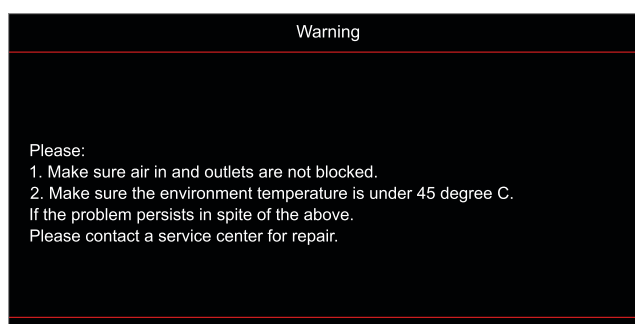 Warning
Please:
1. Make sure air in and outlets are not blocked.
2. Make sure the environment temperature is under 45 degree C.
If the problem persists in spite of the above.
Please contact a service center for repair.